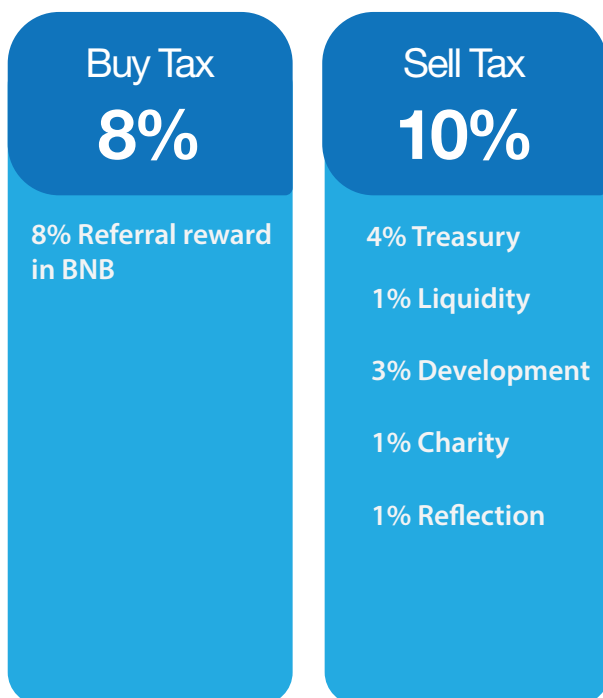 Buy Tax
8%
8% Referral reward
in BNB
Sell Tax
10%
4% Treasury
1% Liquidity
3% Development
1% Charity
1% Reflection